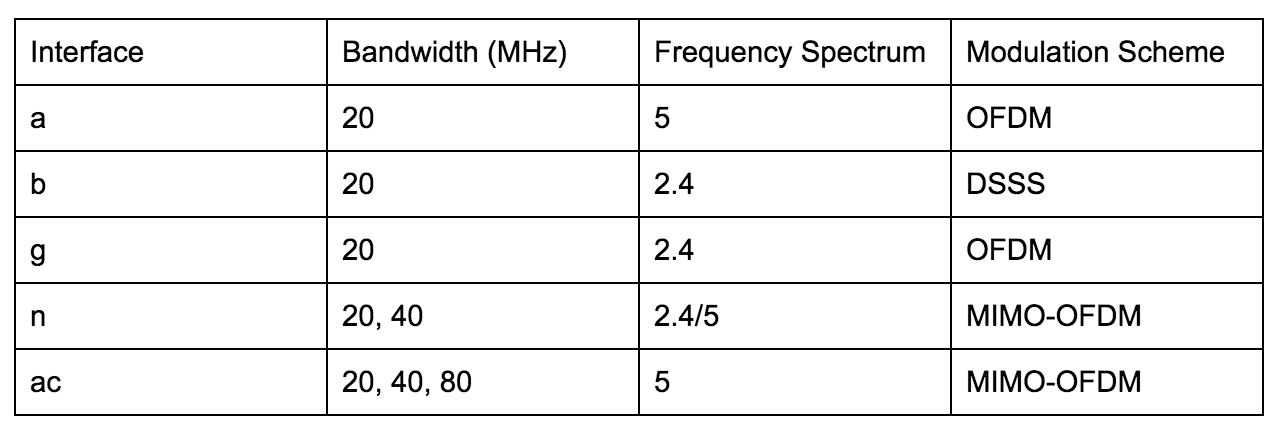 Interface Bandwidth (MHz) Frequency Spectrum Modulation Scheme
a 20 5 OFDM
b 20 2.4 DSSS
g 20 2.4 OFDM
n 20, 40 2.4/5 MIMO-OFDM
ac 20, 40, 80 5 MIMO-OFDM